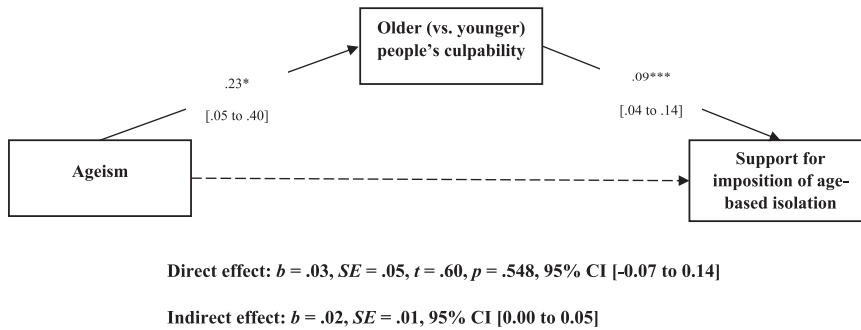 Older (vs. younger)
people's culpability
.23*
[.05 to .40]
.09***
[.04 to .14]
Ageism
Support for
imposition of age-
based isolation
Direct effect: b = .03, SE = .05, t = .60, p = .548, 95% CI [-0.07 to 0.14]
Indirect effect: b = .02, SE = .01, 95% CI [0.00 to 0.05]